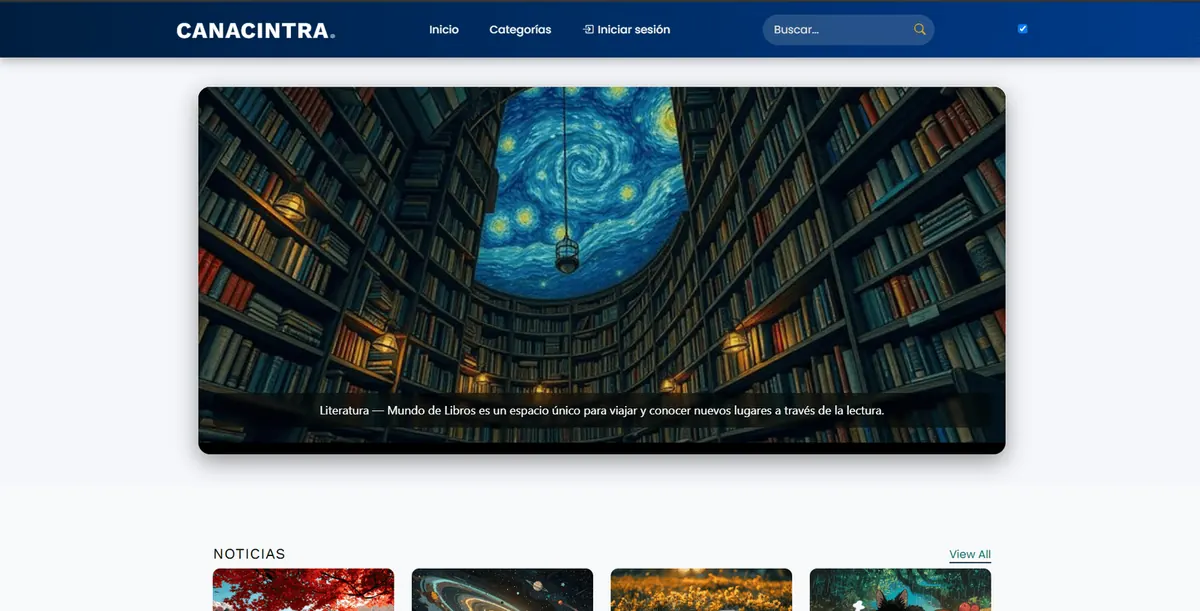 CANACINTRA.
Inicio
Categorías
Iniciar sesión
Buscar...
Literatura — Mundo de Libros es un espacio único para viajar y conocer nuevos lugares a través de la lectura.
NOTICIAS
View All